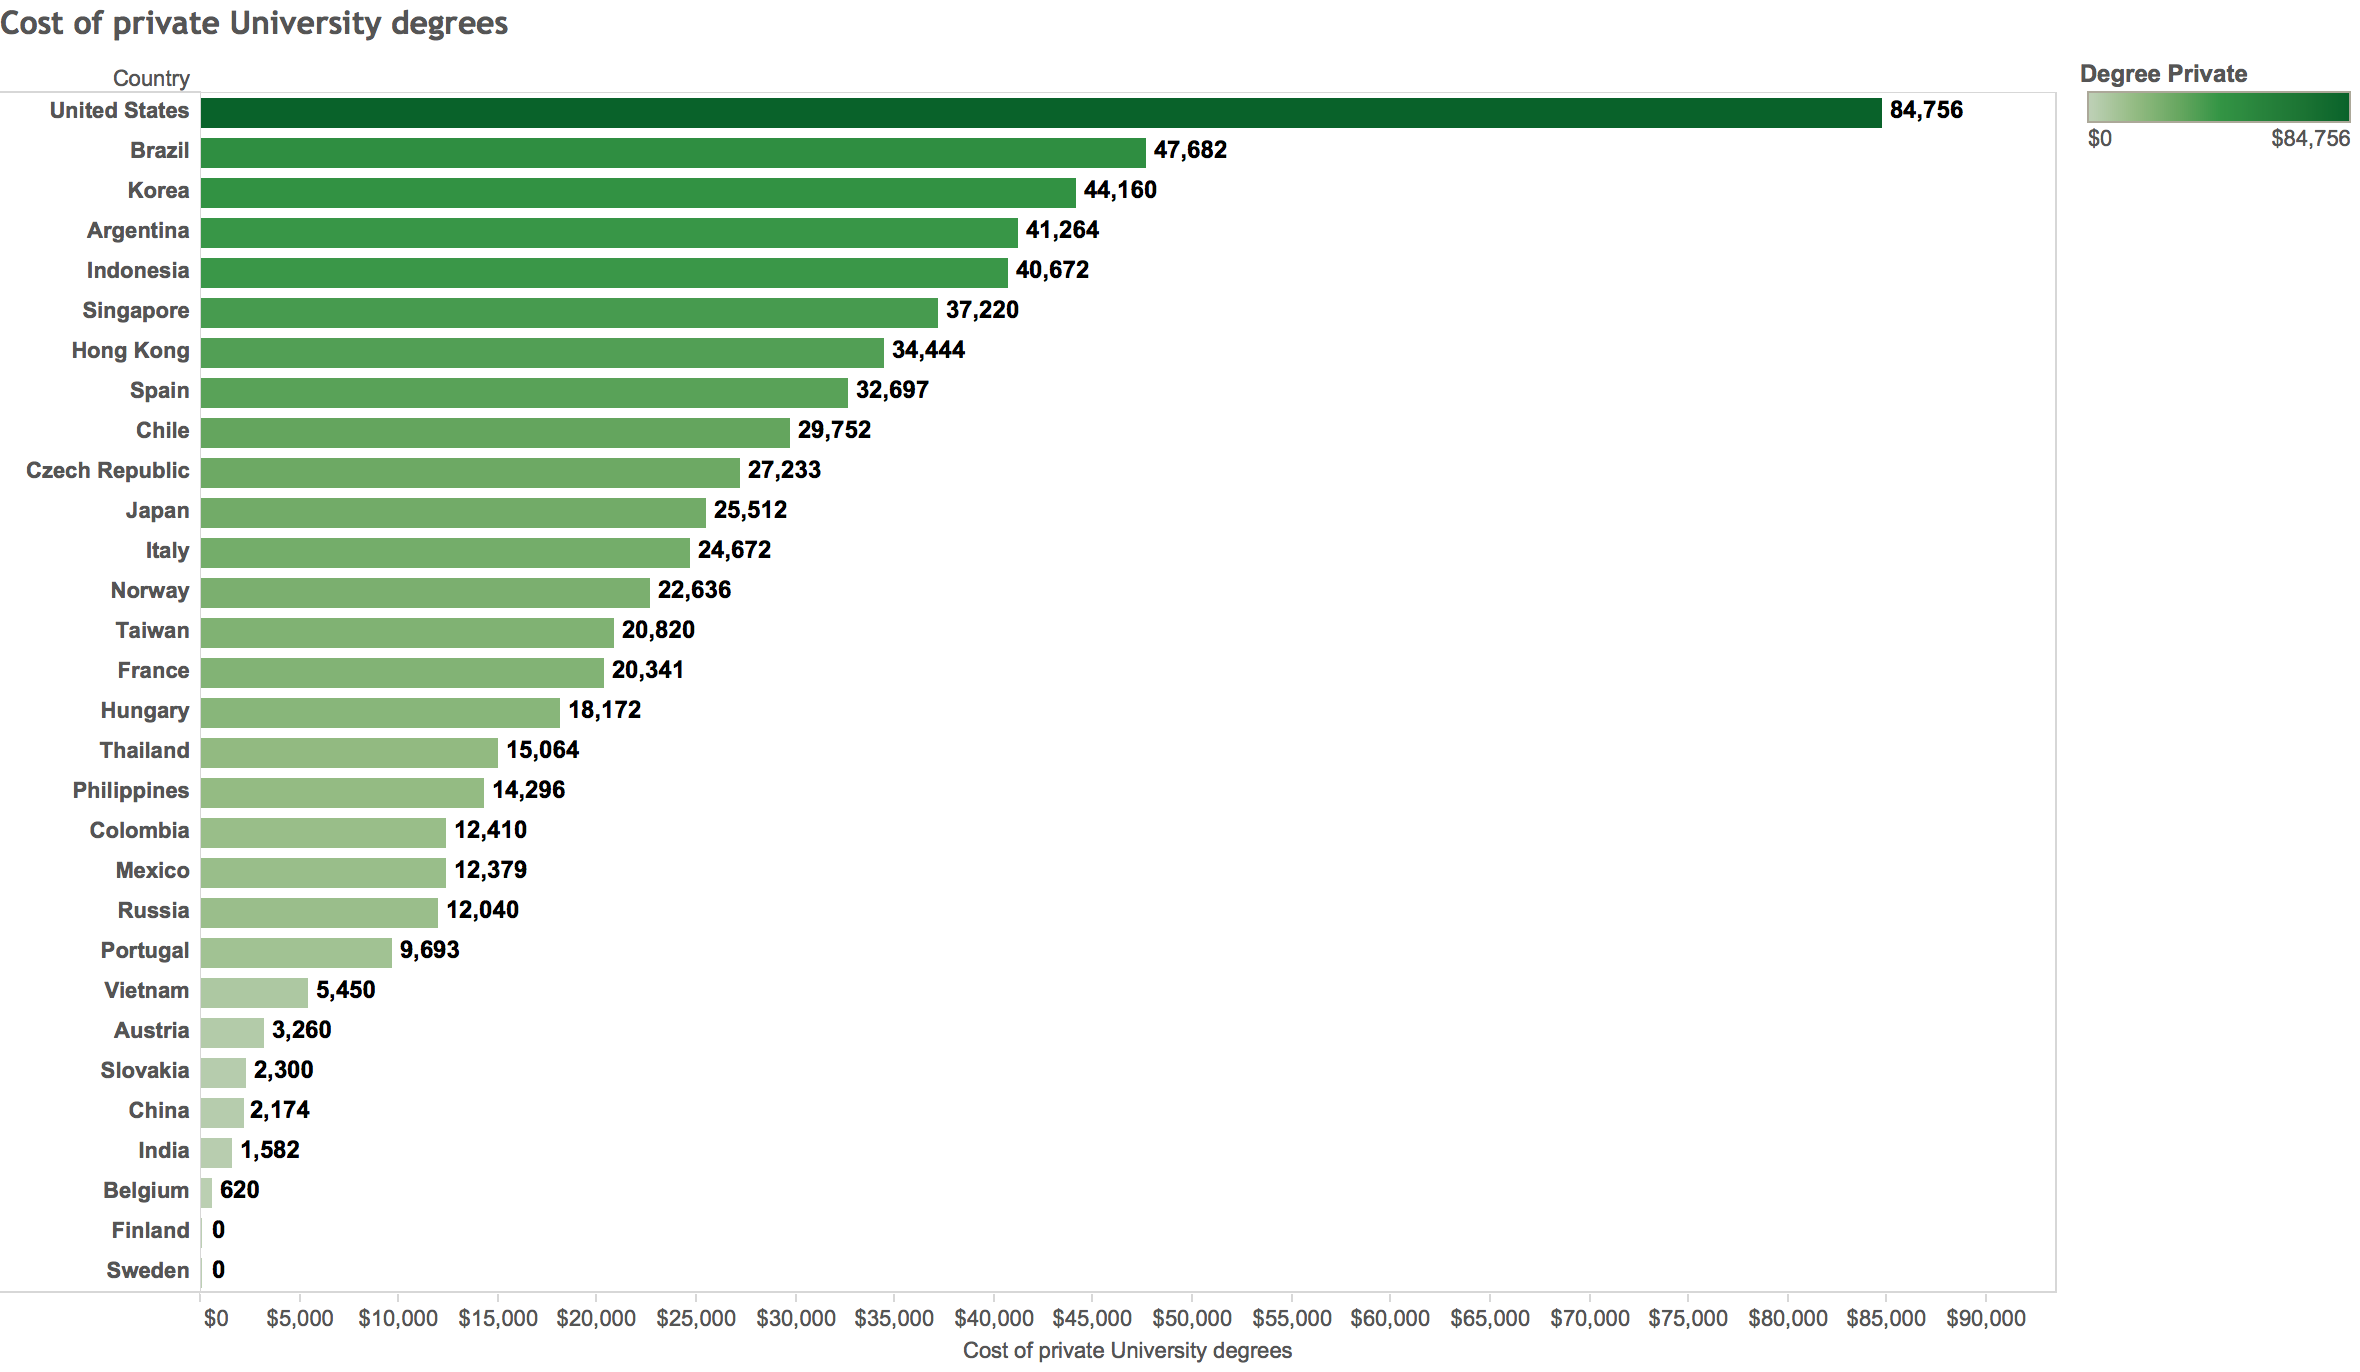 Cost of private University degrees
Country
Degree Private
$0 $84,756
United States 84,756
Brazil 47,682
Korea 44,160
Argentina 41,264
Indonesia 40,672
Singapore 37,220
Hong Kong 34,444
Spain 32,697
Chile 29,752
Czech Republic 27,233
Japan 25,512
Italy 24,672
Norway 22,636
Taiwan 20,820
France 20,341
Hungary 18,172
Thailand 15,064
Philippines 14,296
Colombia 12,410
Mexico 12,379
Russia 12,040
Portugal 9,693
Vietnam 5,450
Austria 3,260
Slovakia 2,300
China 2,174
India 1,582
Belgium 620
Finland 0
Sweden 0
$0 $5,000 $10,000 $15,000 $20,000 $25,000 $30,000 $35,000 $40,000 $45,000 $50,000 $55,000 $60,000 $65,000 $70,000 $75,000 $80,000 $85,000 $90,000
Cost of private University degrees